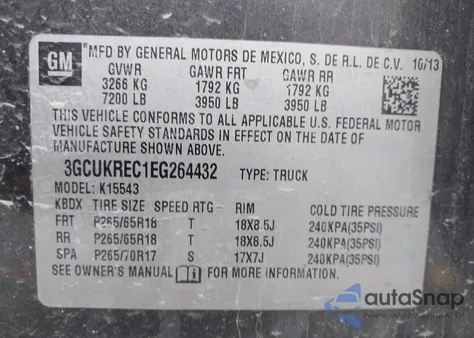 GM MFD BY GENERAL MOTORS DE MEXICO, S. DE R.L. DE C.V. 10/13
GVWR GAWR FRT GAWR RR
3266 KG 1792 KG 1792 KG
7200 LB 3950 LB 3950 LB
THIS VEHICLE CONFORMS TO ALL APPLICABLE U.S. FEDERAL MOTOR
VEHICLE SAFETY STANDARDS IN EFFECT ON THE DATE OF
MANUFACTURE SHOWN ABOVE.
3GCUKREC1EG264432 TYPE: TRUCK
MODEL: K15543
KBDX TIRE SIZE SPEED RTG RIM COLD TIRE PRESSURE
FRT P265/65R18 T 18X8.5J 240KPA(35PSI)
RR P265/65R18 T 18X8.5J 240KPA(35PSI)
SPA P265/70R17 S 17X7J 240KPA(35PSI)
SEE OWNER'S MANUAL FOR MORE INFORMATION.
autoSnap